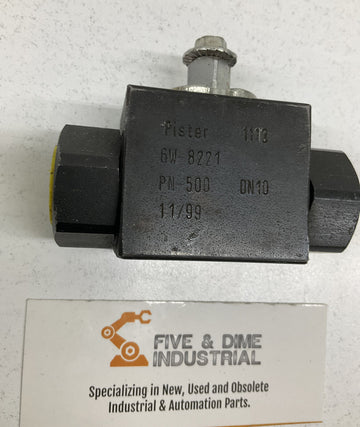 Pister 1113
6W-8221
PN 500 DN10
11/99
FIVE & DIME
INDUSTRIAL
Specializing in New, Used and Obsolete
Industrial & Automation Parts.